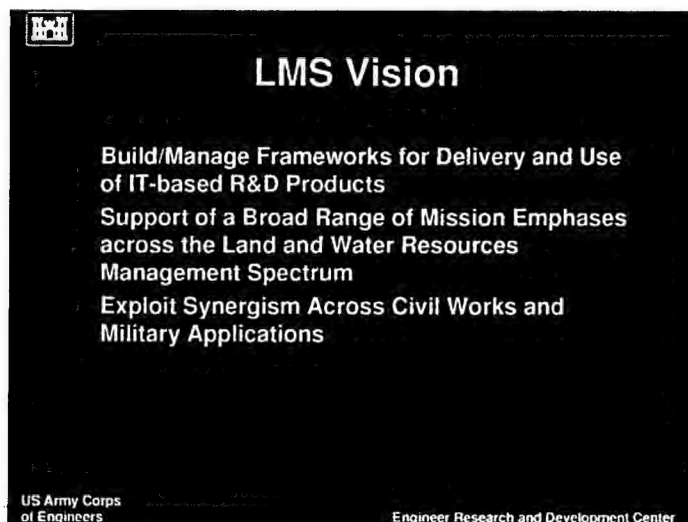 LMS Vision
Build/Manage Frameworks for Delivery and Use
of IT-based R&D Products
Support of a Broad Range of Mission Emphases
across the Land and Water Resources
Management Spectrum
Exploit Synergism Across Civil Works and
Military Applications
US Army Corps
of Engineers
Engineer Research and Development Center